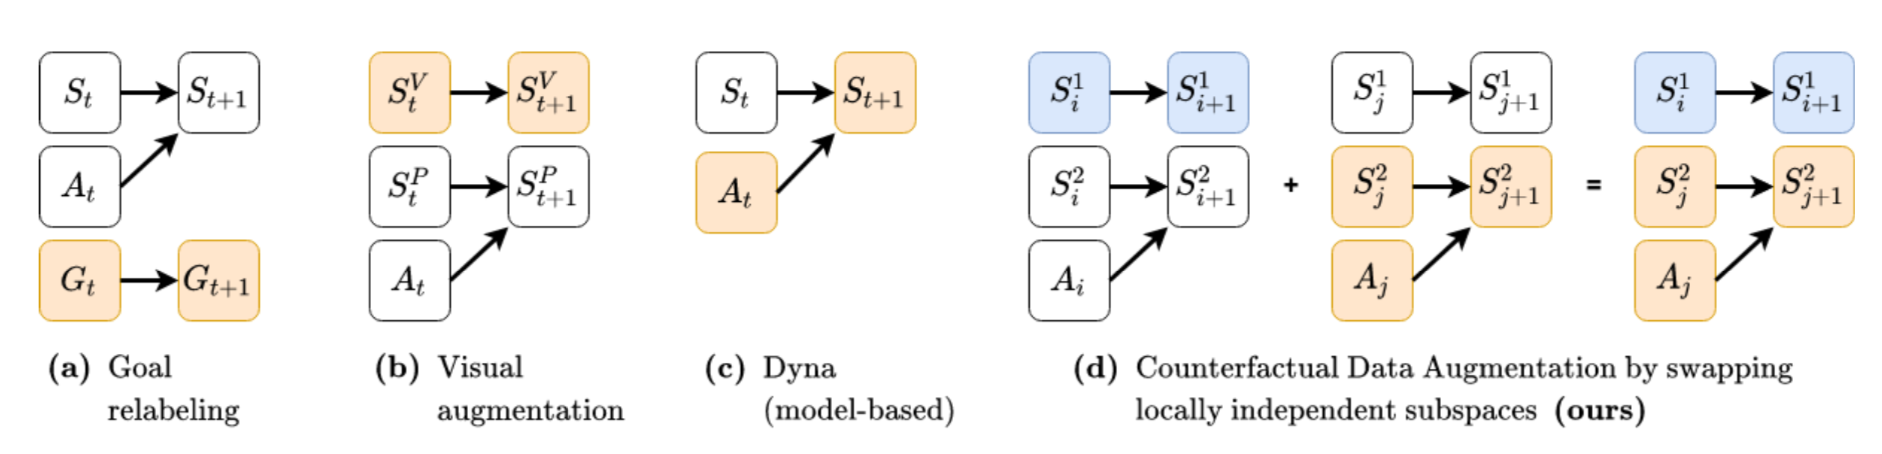 S_t S_{t+1}
A_t
G_t G_{t+1}
(a) Goal
relabeling
S_t^V S_{t+1}^V
S_t^P S_{t+1}^P
A_t
(b) Visual
augmentation
S_t S_{t+1}
A_t
(c) Dyna
(model-based)
S_i^1 S_{i+1}^1
S_i^2 S_{i+1}^2
A_i
+
S_j^1 S_{j+1}^1
S_j^2 S_{j+1}^2
A_j
=
S_i^1 S_{i+1}^1
S_j^2 S_{j+1}^2
A_j
(d) Counterfactual Data Augmentation by swapping
locally independent subspaces (ours)